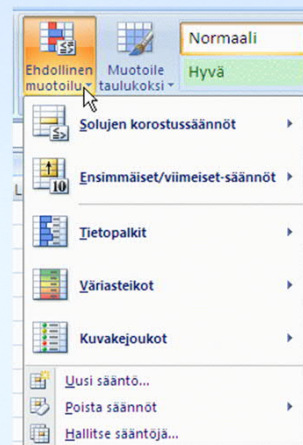 Ehdollinen muotoilu
Muotoile taulukoksi
Normaali
Hyvä
Solujen korostussäännöt
Ensimmäiset/viimeiset-säännöt
10
Tietopalkit
Väriasteikot
Kuvakejoukot
Uusi sääntö...
Poista säännöt
Hallitse sääntöjä...